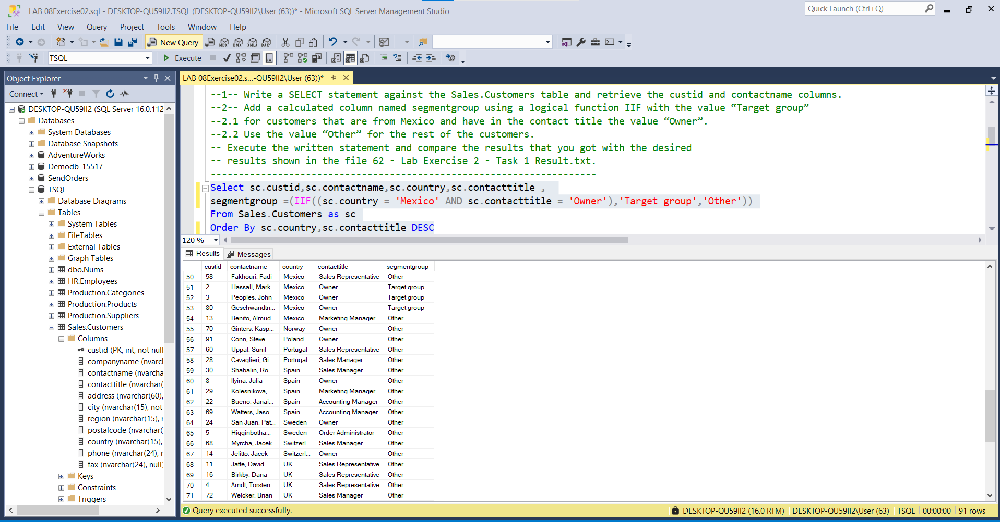 LAB 08Exercise02.sql - DESKTOP-QU59II2.TSQL (DESKTOP-QU59II2\User (63))* - Microsoft SQL Server Management Studio
Quick Launch (Ctrl+Q)
File Edit View Query Project Tools Window Help
New Query MDX DMX XMLA DAX
TSQL Execute
Object Explorer
Connect
DESKTOP-QU59II2 (SQL Server 16.0.112
Databases
System Databases
Database Snapshots
AdventureWorks
Demodb_15517
SendOrders
TSQL
Database Diagrams
Tables
System Tables
FileTables
External Tables
Graph Tables
dbo.Nums
HR.Employees
Production.Categories
Production.Products
Production.Suppliers
Sales.Customers
Columns
custid (PK, int, not null
companyname (nvarch
contactname (nvarcha
contacttitle (nvarchar(
address (nvarchar(60),
city (nvarchar(15), not
region (nvarchar(15), r
postalcode (nvarchar(
country (nvarchar(15),
phone (nvarchar(24), r
fax (nvarchar(24), null)
Keys
Constraints
Triggers
LAB 08Exercise02.s...-QU59II2\User (63))*
--1-- Write a SELECT statement against the Sales.Customers table and retrieve the custid and contactname columns.
--2-- Add a calculated column named segmentgroup using a logical function IIF with the value “Target group”
--2.1 for customers that are from Mexico and have in the contact title the value “Owner”.
--2.2 Use the value “Other” for the rest of the customers.
-- Execute the written statement and compare the results that you got with the desired
-- results shown in the file 62 - Lab Exercise 2 - Task 1 Result.txt.
---------------------------------------------------------------------
Select sc.custid,sc.contactname,sc.country,sc.contacttitle ,
segmentgroup =(IIF((sc.country = 'Mexico' AND sc.contacttitle = 'Owner'),'Target group','Other'))
From Sales.Customers as sc
Order By sc.country,sc.contacttitle DESC
120 %
Results Messages
custid contactname country contacttitle segmentgroup
50 58 Fakhouri, Fadi Mexico Sales Representative Other
51 2 Hassall, Mark Mexico Owner Target group
52 3 Peoples, John Mexico Owner Target group
53 80 Geschwandtn... Mexico Owner Target group
54 13 Benito, Almud... Mexico Marketing Manager Other
55 70 Ginters, Kasp... Norway Owner Other
56 91 Conn, Steve Poland Owner Other
57 60 Uppal, Sunil Portugal Sales Representative Other
58 28 Cavaglieri, Gi... Portugal Sales Manager Other
59 30 Shabalin, Ro... Spain Sales Manager Other
60 8 Ilyina, Julia Spain Owner Other
61 29 Kolesnikova, ... Spain Marketing Manager Other
62 22 Bueno, Janai... Spain Accounting Manager Other
63 69 Watters, Jaso... Spain Accounting Manager Other
64 24 San Juan, Pat... Sweden Owner Other
65 5 Higginbotha... Sweden Order Administrator Other
66 68 Myrcha, Jacek Switzerl... Sales Manager Other
67 14 Jelitto, Jacek Switzerl... Owner Other
68 11 Jaffe, David UK Sales Representative Other
69 16 Birkby, Dana UK Sales Representative Other
70 4 Arndt, Torsten UK Sales Representative Other
71 72 Welcker, Brian UK Sales Manager Other
Query executed successfully. DESKTOP-QU59II2 (16.0 RTM) DESKTOP-QU59II2\User (63) TSQL 00:00:00 91 rows